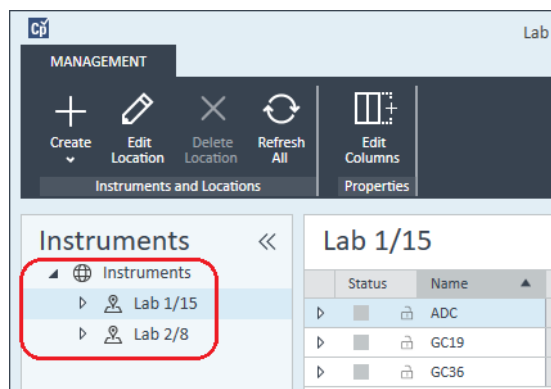 Cp
Lab
MANAGEMENT
Create
Edit
Location
Delete
Location
Refresh
All
Edit
Columns
Instruments and Locations
Properties
Instruments
Lab 1/15
Instruments
Lab 1/15
Lab 2/8
Status
Name
ADC
GC19
GC36